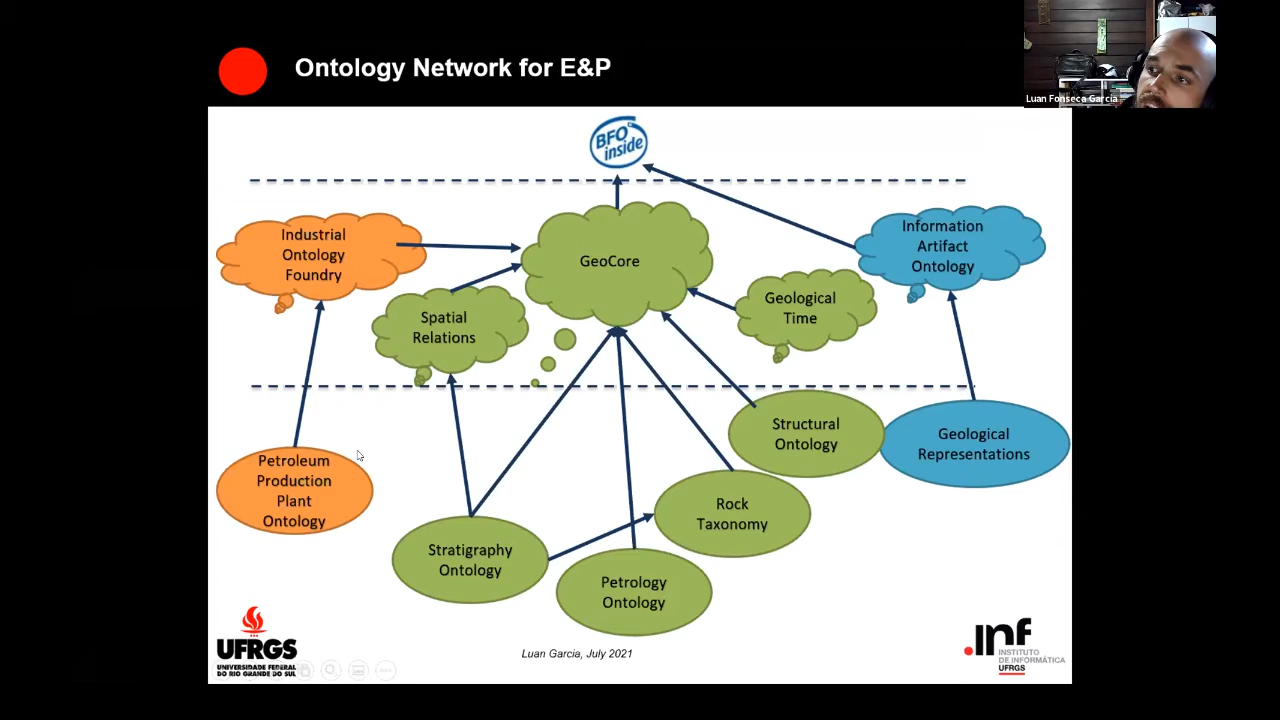 Ontology Network for E&P
Luan Fonseca Garcia
BFO
inside
Industrial
Ontology
Foundry
GeoCore
Information
Artifact
Ontology
Spatial
Relations
Geological
Time
Structural
Ontology
Geological
Representations
Petroleum
Production
Plant
Ontology
Rock
Taxonomy
Stratigraphy
Ontology
Petrology
Ontology
UFRGS
UNIVERSIDADE FEDERAL
DO RIO GRANDE DO SUL
Luan Garcia, July 2021
.inf
INSTITUTO
DE INFORMÁTICA
UFRGS